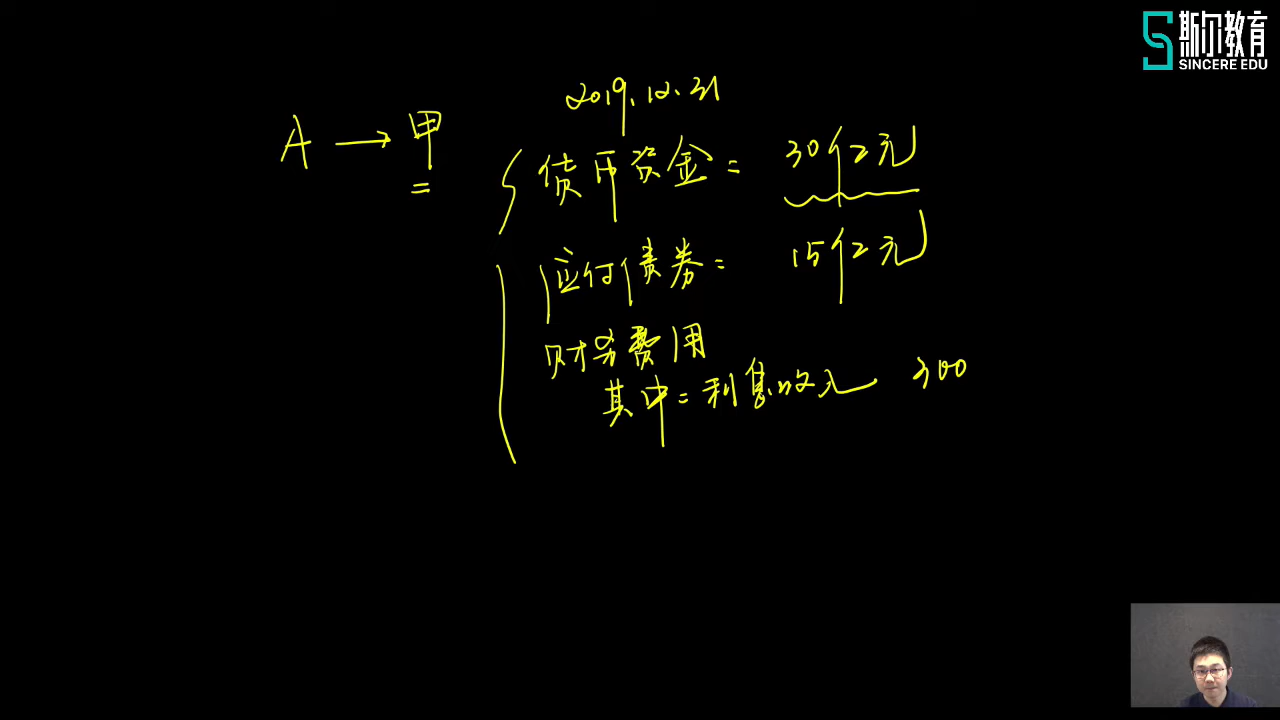 斯尔教育
SINCERE EDU
2019.12.31
A → 甲
货币资金 = 30亿元
应付债券: 15亿元
财务费用
其中: 利息收入 300